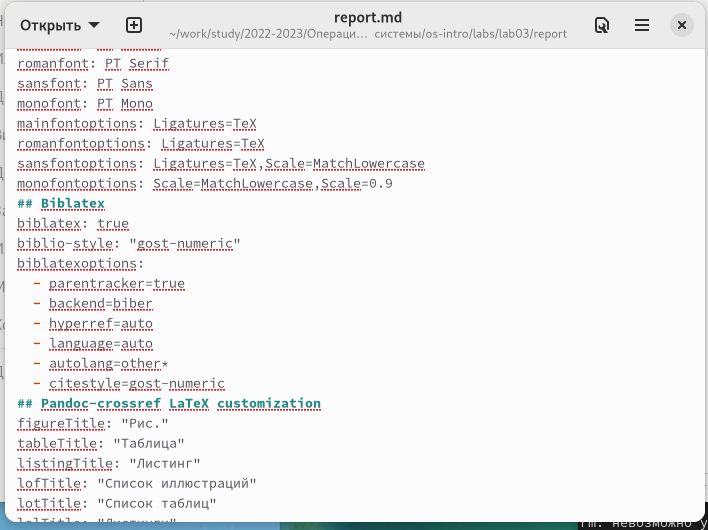 Открыть
report.md
~/work/study/2022-2023/Операци… системы/os-intro/labs/lab03/report
romanfont: PT Serif
sansfont: PT Sans
monofont: PT Mono
mainfontoptions: Ligatures=TeX
romanfontoptions: Ligatures=TeX
sansfontoptions: Ligatures=TeX,Scale=MatchLowercase
monofontoptions: Scale=MatchLowercase,Scale=0.9
## Biblatex
biblatex: true
biblio-style: "gost-numeric"
biblatexoptions:
  - parentracker=true
  - backend=biber
  - hyperref=auto
  - language=auto
  - autolang=other*
  - citestyle=gost-numeric
## Pandoc-crossref LaTeX customization
figureTitle: "Рис."
tableTitle: "Таблица"
listingTitle: "Листинг"
lofTitle: "Список иллюстраций"
lotTitle: "Список таблиц"
rm: невозможно у